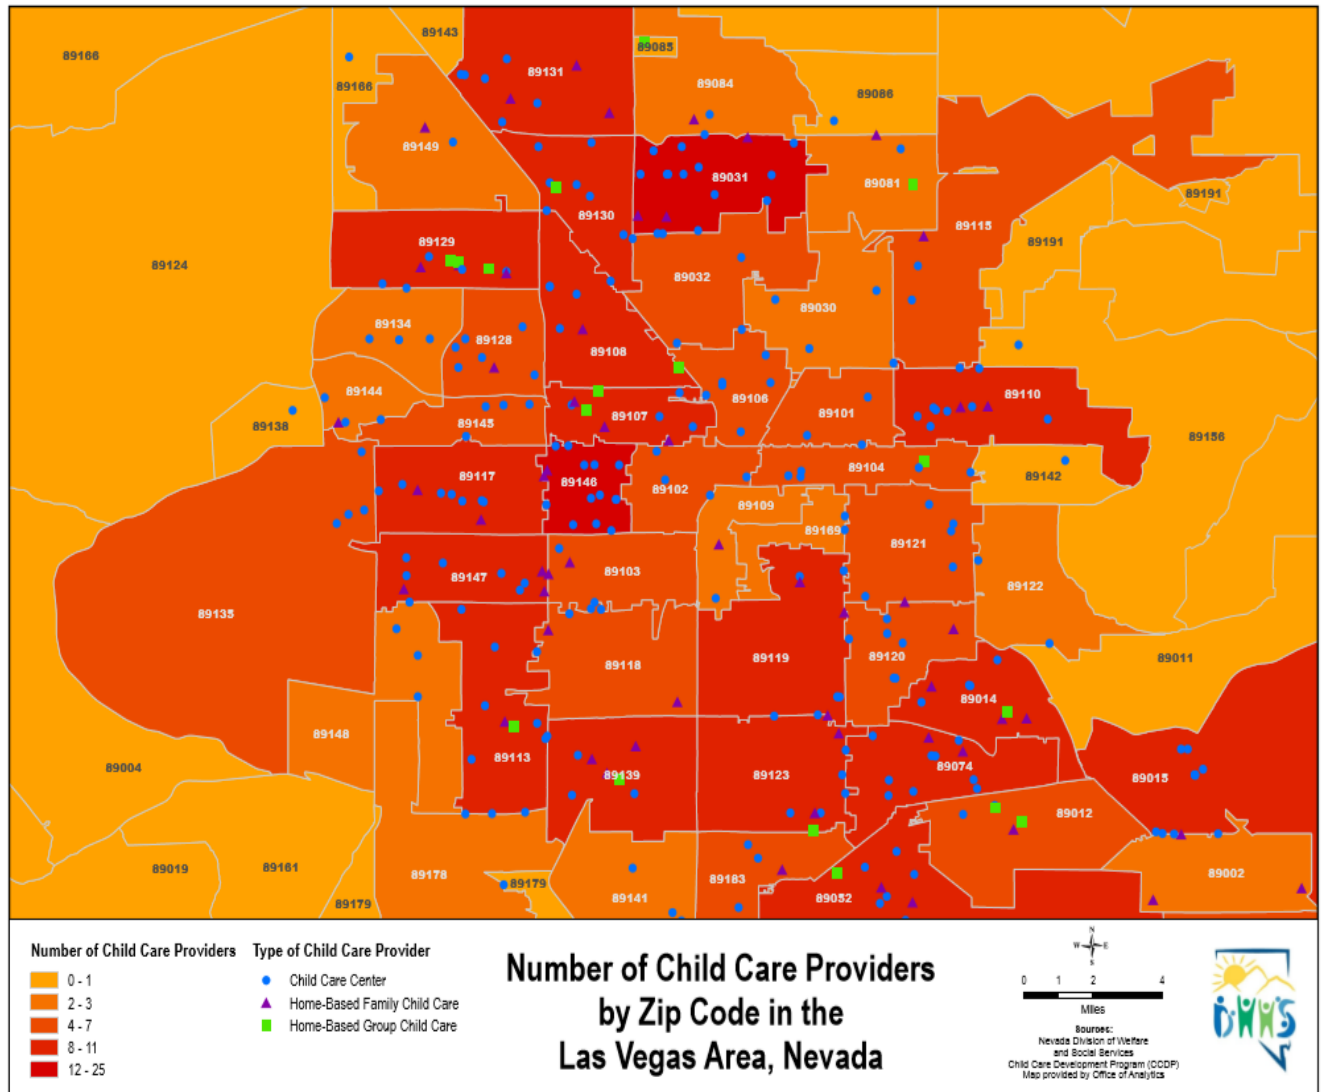 89143
89166
89085
89131
89084
89166
89086
89149
89031
89081
89191
89130
89115
89129
89191
89124
89032
89030
89134
89128
89108
89144
89110
89106
89107
89101
89138
89145
89156
89104
89117
89142
89146
89102
89109
89169
89121
89103
89147
89122
89135
89120
89119
89011
89118
89014
89148
89113
89004
89074
89139
89123
89015
89012
89161
89019
89178
89183
89002
89179
89141
89052
89179
Number of Child Care Providers
0 - 1
2 - 3
4 - 7
8 - 11
12 - 25
Type of Child Care Provider
Child Care Center
Home-Based Family Child Care
Home-Based Group Child Care
Number of Child Care Providers
by Zip Code in the
Las Vegas Area, Nevada
N
W E
S
0 1 2 4
Miles
Sources:
Nevada Division of Welfare
and Social Services
Child Care Development Program (CCDP)
Map provided by Office of Analytics
DHHS